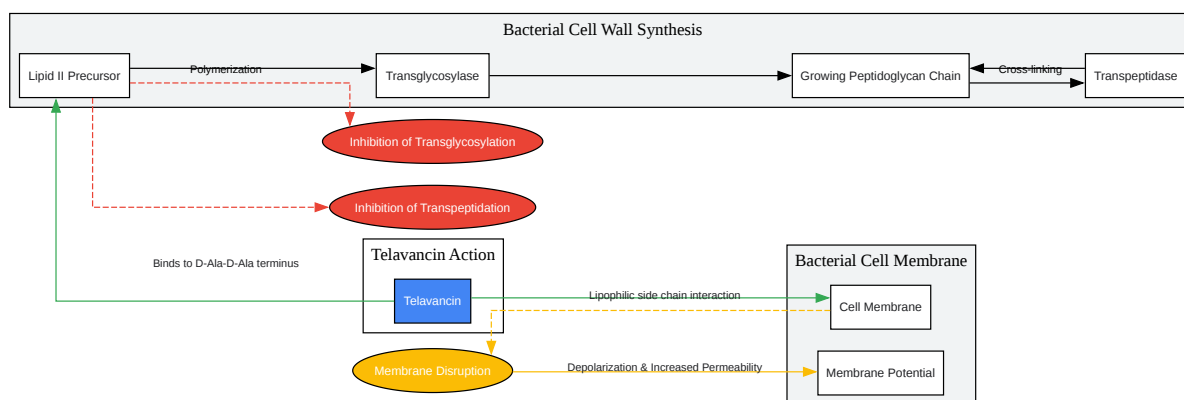 Bacterial Cell Wall Synthesis
Lipid II Precursor
Polymerization
Transglycosylase
Growing Peptidoglycan Chain
Cross-linking
Transpeptidase
Inhibition of Transglycosylation
Inhibition of Transpeptidation
Binds to D-Ala-D-Ala terminus
Telavancin Action
Telavancin
Lipophilic side chain interaction
Bacterial Cell Membrane
Cell Membrane
Membrane Disruption
Depolarization & Increased Permeability
Membrane Potential